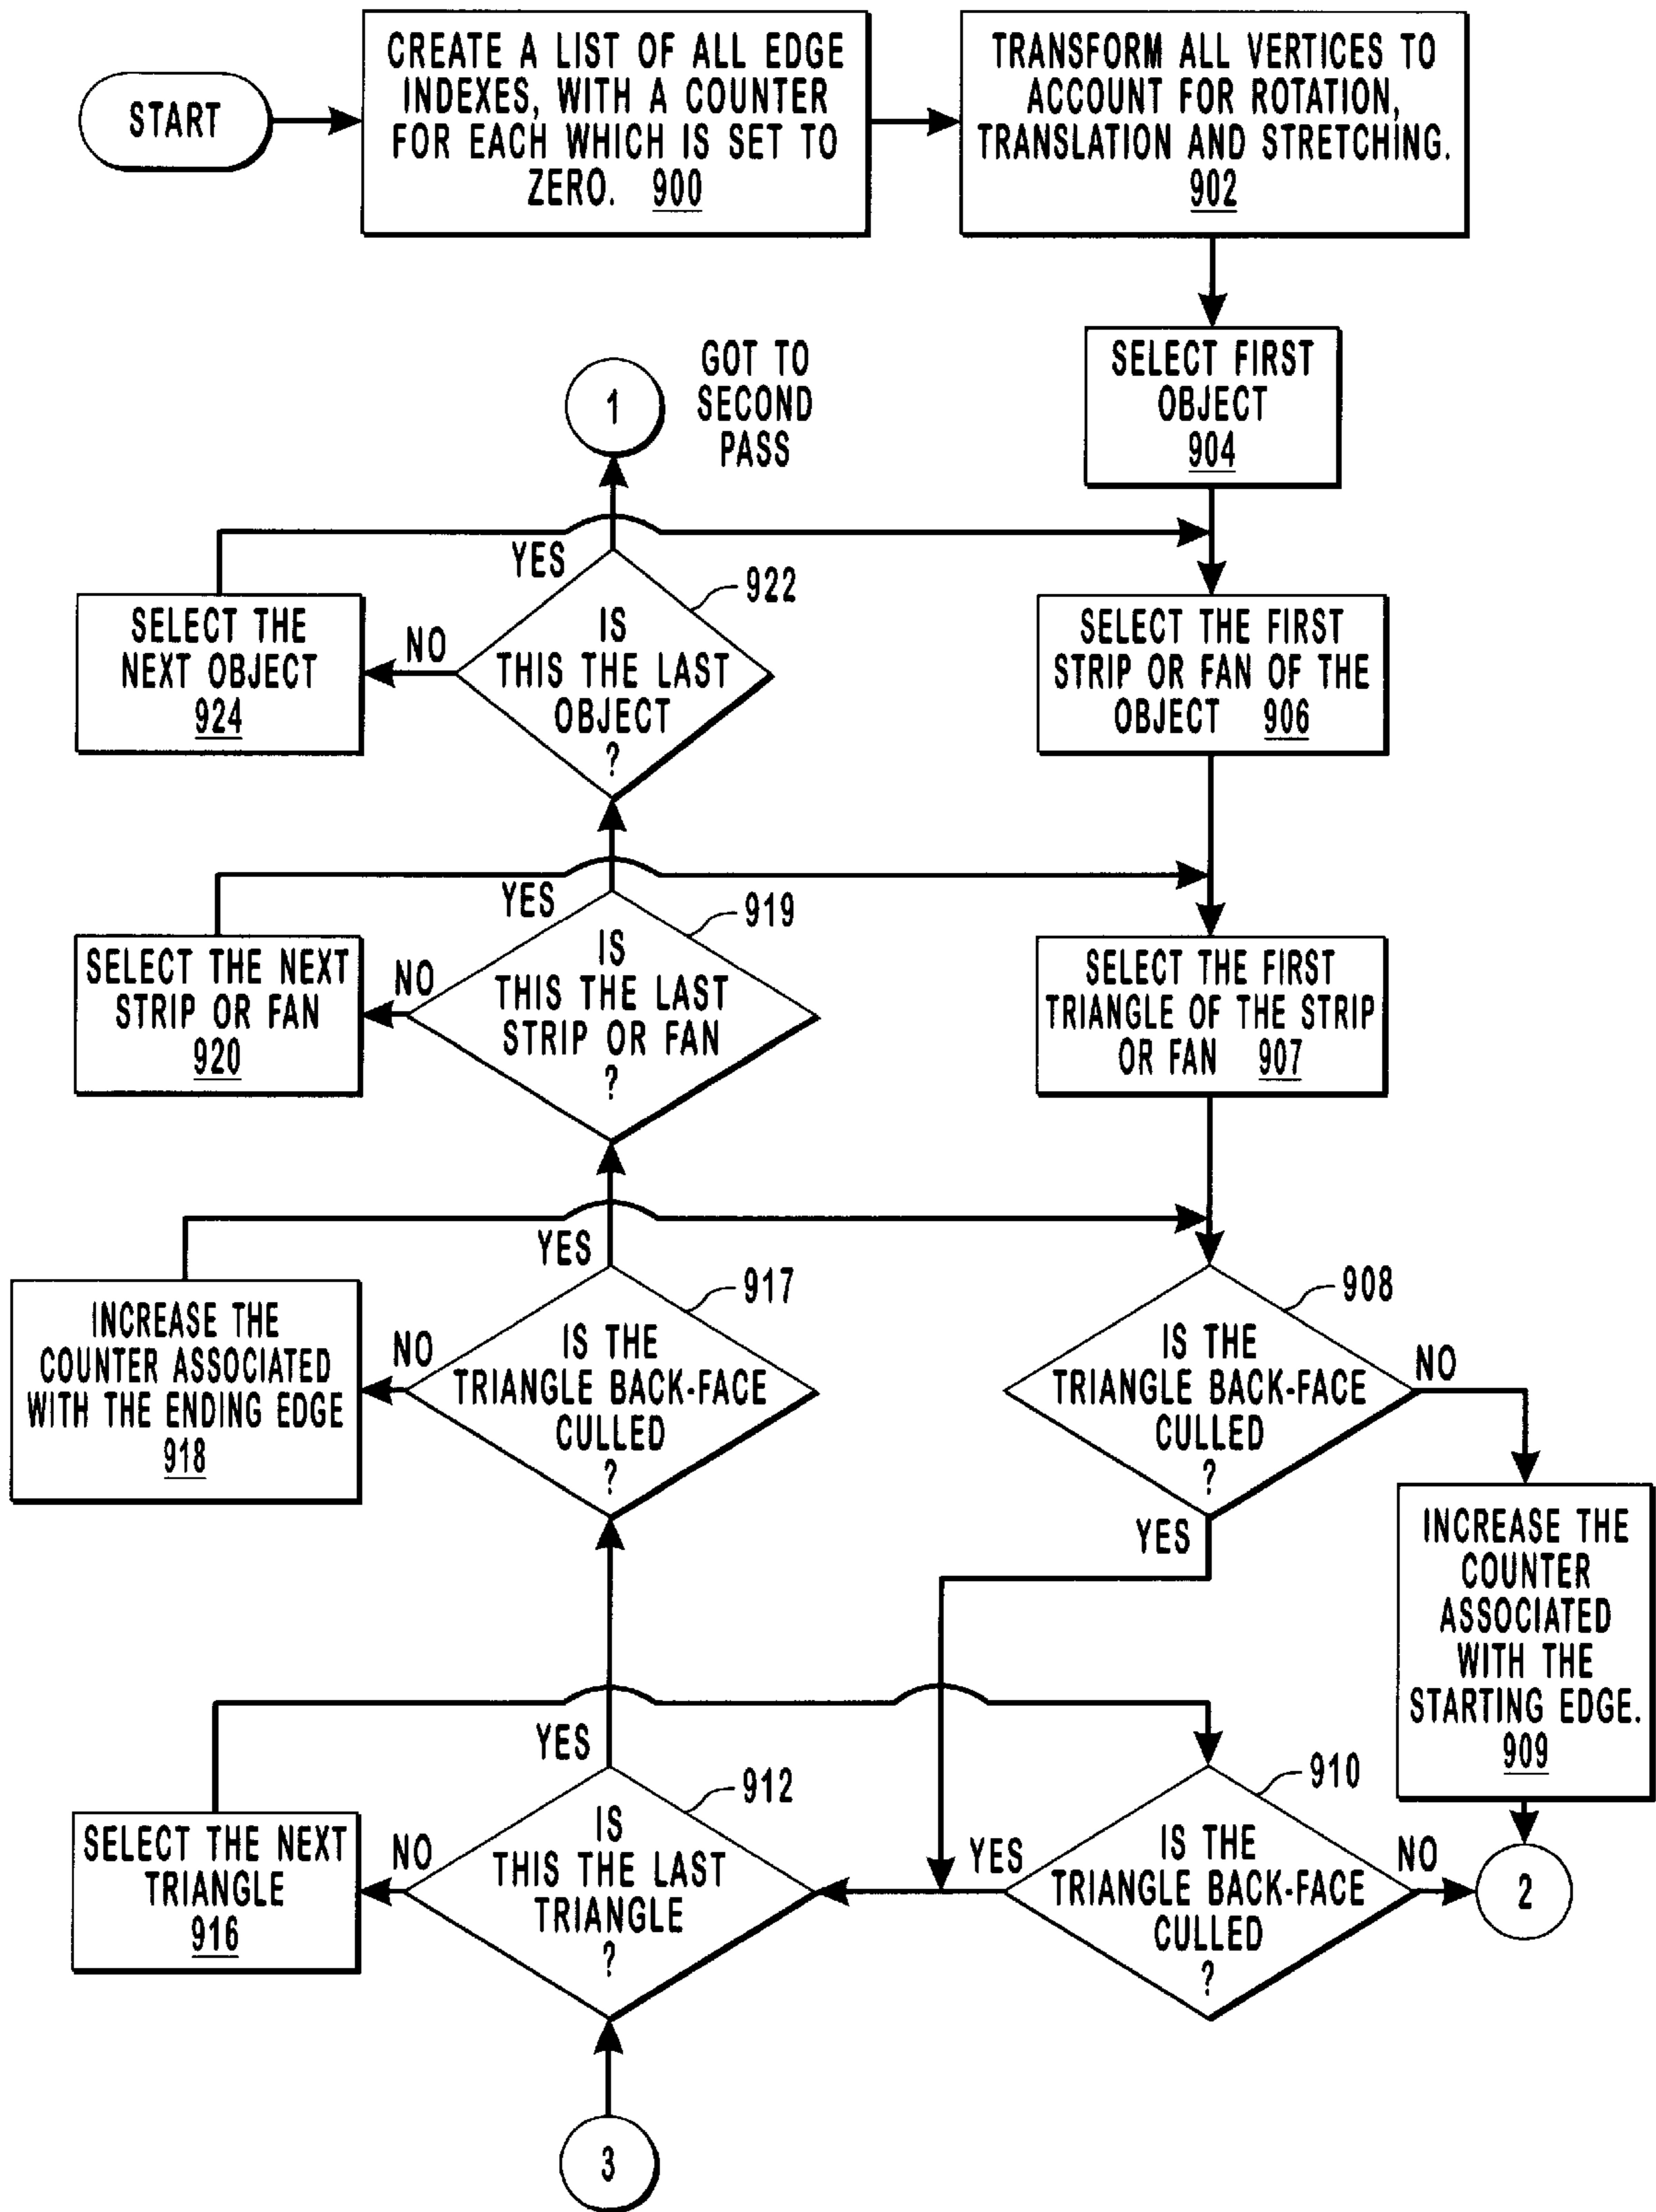 START
CREATE A LIST OF ALL EDGE
INDEXES, WITH A COUNTER
FOR EACH WHICH IS SET TO
ZERO. 900
TRANSFORM ALL VERTICES TO
ACCOUNT FOR ROTATION,
TRANSLATION AND STRETCHING.
902
SELECT FIRST
OBJECT
904
1
GOT TO
SECOND
PASS
YES
922
SELECT THE
NEXT OBJECT
924
NO
IS
THIS THE LAST
OBJECT
?
SELECT THE FIRST
STRIP OR FAN OF THE
OBJECT 906
YES
919
SELECT THE NEXT
STRIP OR FAN
920
NO
IS
THIS THE LAST
STRIP OR FAN
?
SELECT THE FIRST
TRIANGLE OF THE STRIP
OR FAN 907
YES
917
INCREASE THE
COUNTER ASSOCIATED
WITH THE ENDING EDGE
918
NO
IS THE
TRIANGLE BACK-FACE
CULLED
?
908
IS THE
TRIANGLE BACK-FACE
CULLED
?
NO
YES
INCREASE THE
COUNTER
ASSOCIATED
WITH THE
STARTING EDGE.
909
YES
912
SELECT THE NEXT
TRIANGLE
916
NO
IS
THIS THE LAST
TRIANGLE
?
YES
910
IS THE
TRIANGLE BACK-FACE
CULLED
?
NO
2
3